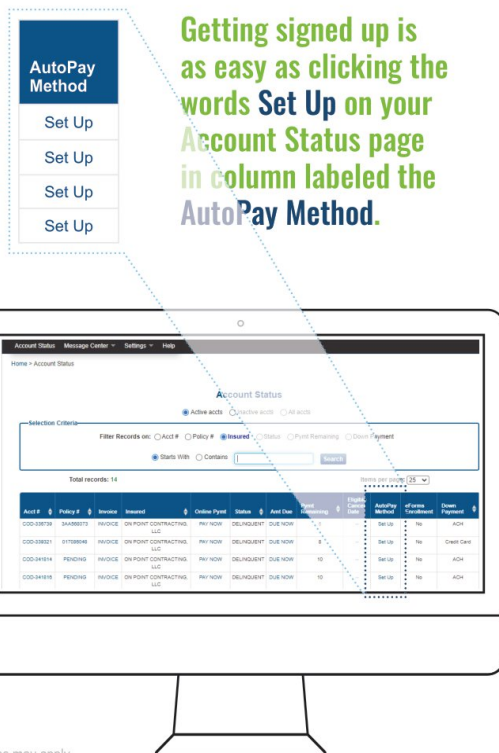 AutoPay
Method
Set Up
Set Up
Set Up
Set Up
Getting signed up is
as easy as clicking the
words Set Up on your
Account Status page
in column labeled the
AutoPay Method.
Account Status Message Center Settings Help
Home > Account Status
Account Status
Active accts Inactive accts All accts
Selection Criteria
Filter Records on: Acct # Policy # Insured Status Pymt Remaining Down Payment
Starts With Contains Search
Total records: 14 Items per page: 25
Acct # Policy # Invoice Insured Online Pymt Status Amt Due Pymt Remaining Eligible Cancel Date AutoPay Method eForms Enrollment Down Payment
INVOICE ON POINT CONTRACTING, LLC PAY NOW DELINQUENT DUE NOW Set Up No ACH
INVOICE ON POINT CONTRACTING, LLC PAY NOW DELINQUENT DUE NOW Set Up No Credit Card
PENDING INVOICE ON POINT CONTRACTING, LLC PAY NOW DELINQUENT DUE NOW 10 Set Up No ACH
PENDING INVOICE ON POINT CONTRACTING, LLC PAY NOW DELINQUENT DUE NOW 10 Set Up No ACH
may apply